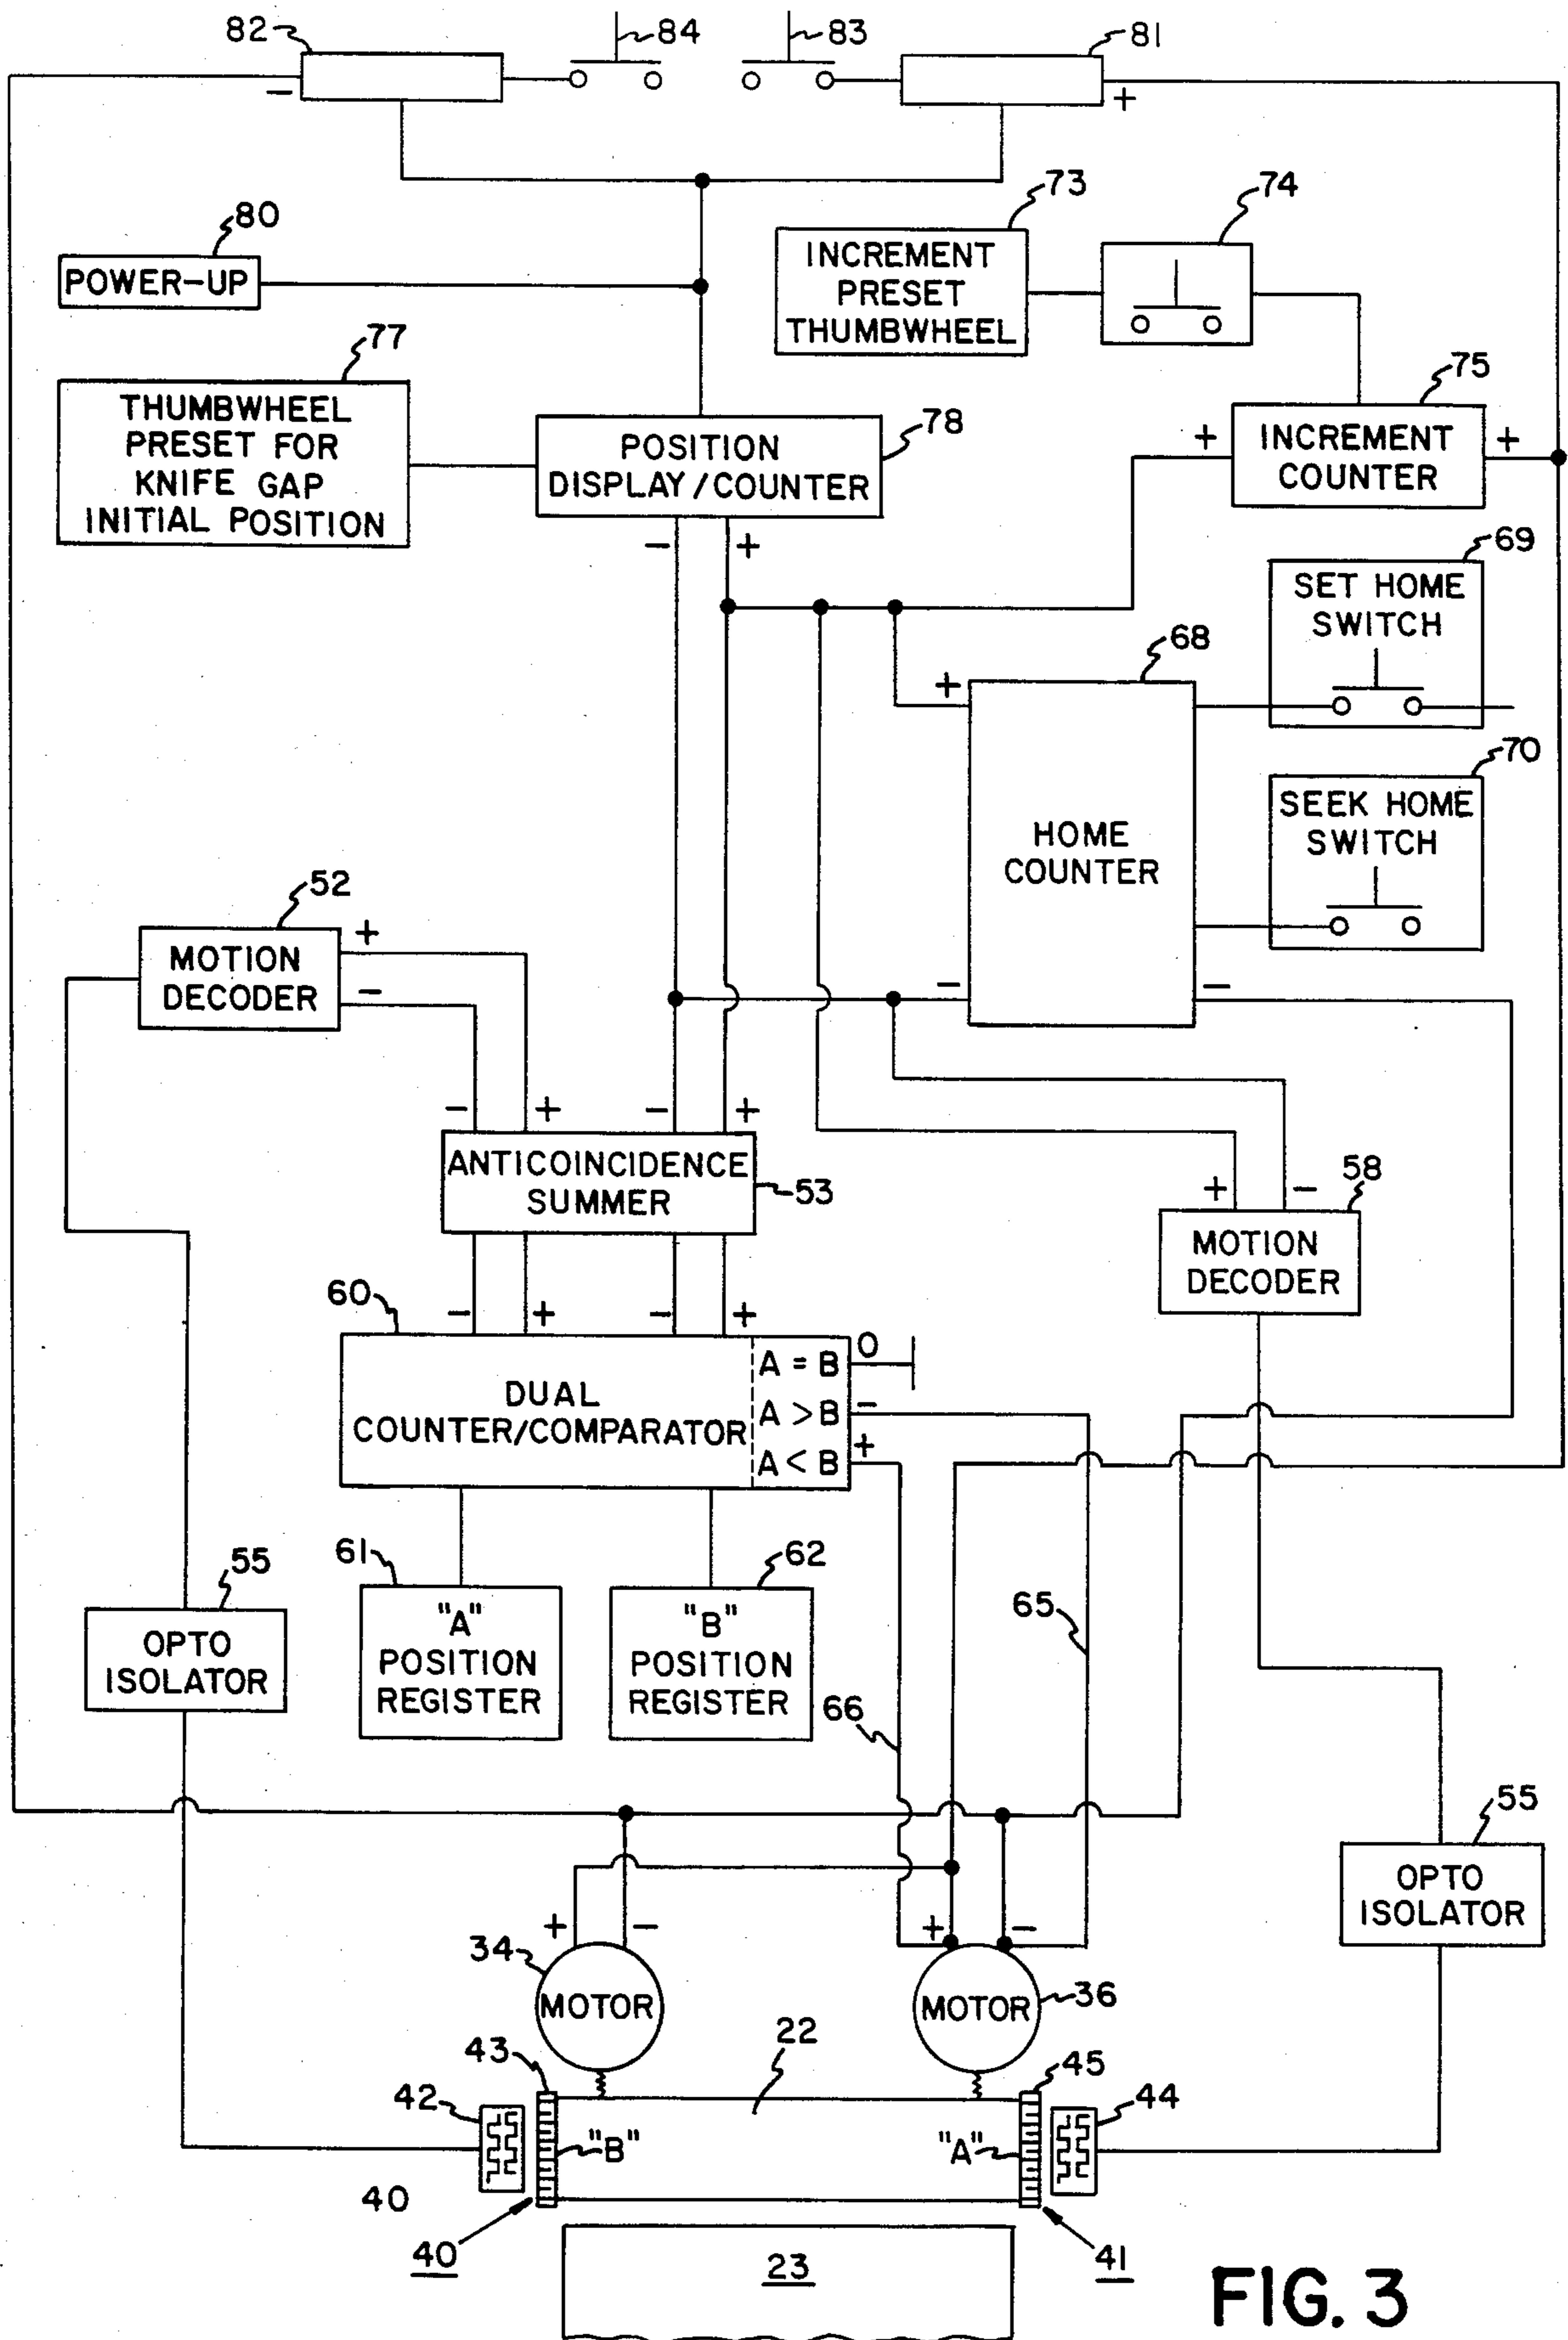 82
84
83
81
−
+
80
POWER-UP
73
INCREMENT
PRESET
THUMBWHEEL
74
77
THUMBWHEEL
PRESET FOR
KNIFE GAP
INITIAL POSITION
78
POSITION
DISPLAY/COUNTER
− +
75
+
INCREMENT
COUNTER
+
69
SET HOME
SWITCH
68
+
HOME
COUNTER
−
−
70
SEEK HOME
SWITCH
52
MOTION
DECODER
+
−
− + − +
ANTICOINCIDENCE
SUMMER
53
58
+ −
MOTION
DECODER
60
− + − +
DUAL
COUNTER/COMPARATOR
A = B
A > B
A < B
O
−
+
61
"A"
POSITION
REGISTER
62
"B"
POSITION
REGISTER
55
OPTO
ISOLATOR
65
66
55
OPTO
ISOLATOR
+ −
34
MOTOR
+ −
MOTOR
36
43
22
45
42
"B"
"A"
44
40
40
41
23
FIG. 3